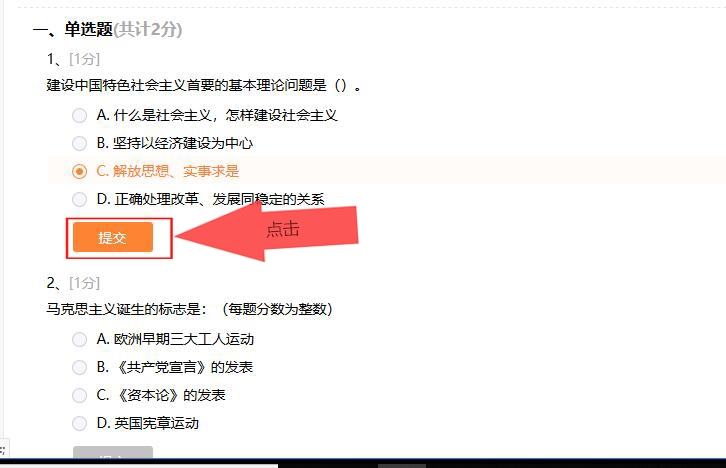 一、单选题(共计2分)
1、[1分]
建设中国特色社会主义首要的基本理论问题是（）。
A. 什么是社会主义，怎样建设社会主义
B. 坚持以经济建设为中心
C. 解放思想、实事求是
D. 正确处理改革、发展同稳定的关系
提交
点击
2、[1分]
马克思主义诞生的标志是：（每题分数为整数）
A. 欧洲早期三大工人运动
B. 《共产党宣言》的发表
C. 《资本论》的发表
D. 英国宪章运动